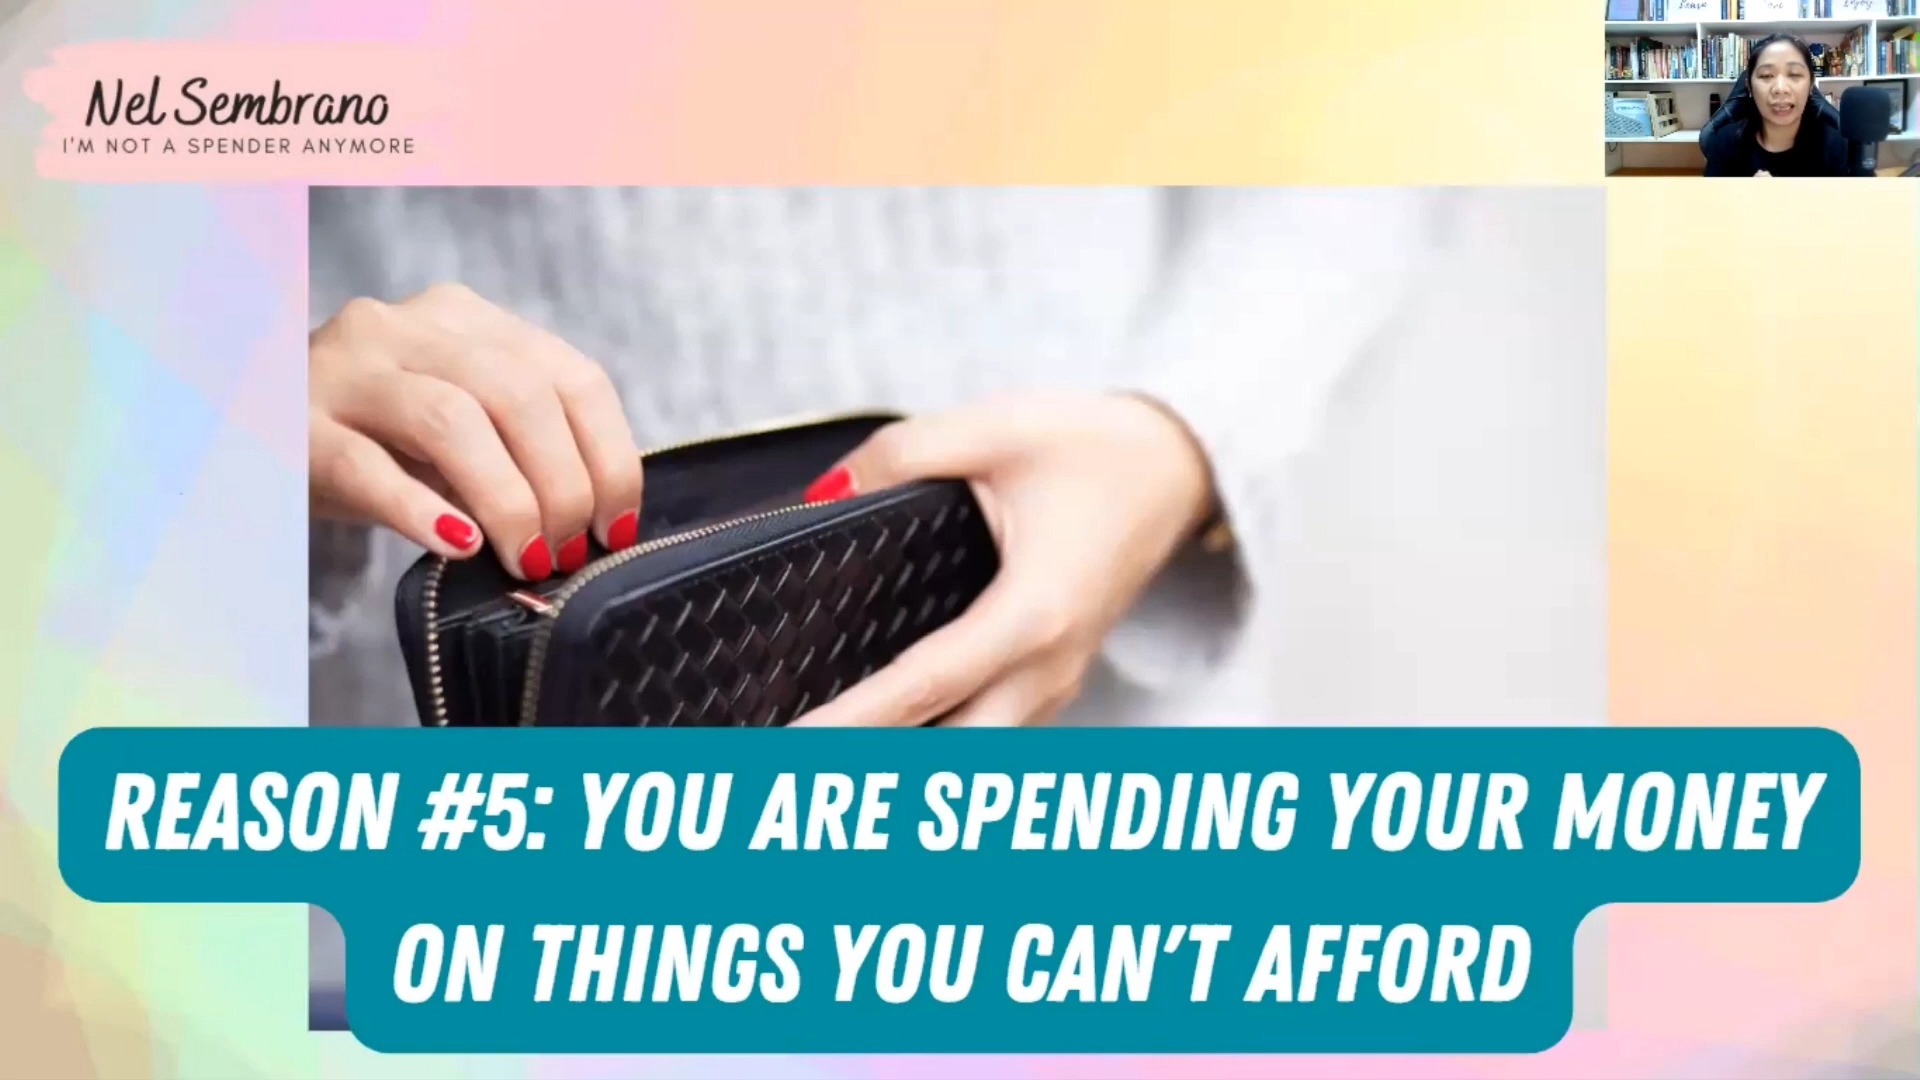 Nel Sembrano
I'M NOT A SPENDER ANYMORE
REASON #5: YOU ARE SPENDING YOUR MONEY
ON THINGS YOU CAN'T AFFORD